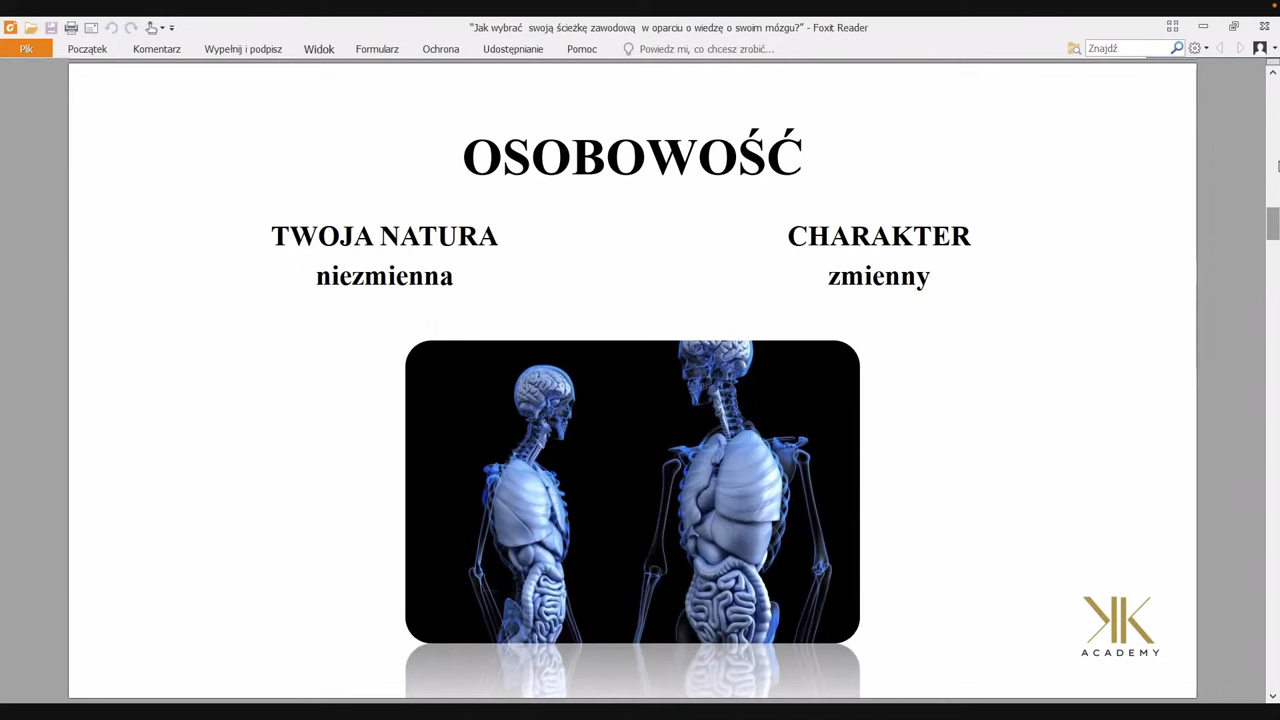 “Jak wybrać  swoją ścieżkę zawodową  w oparciu o wiedzę o swoim mózgu?” - Foxit Reader
Plik Początek Komentarz Wypełnij i podpisz Widok Formularz Ochrona Udostępnianie Pomoc Powiedz mi, co chcesz zrobić... Znajdź
OSOBOWOŚĆ
TWOJA NATURA CHARAKTER
niezmienna zmienny
KK
ACADEMY